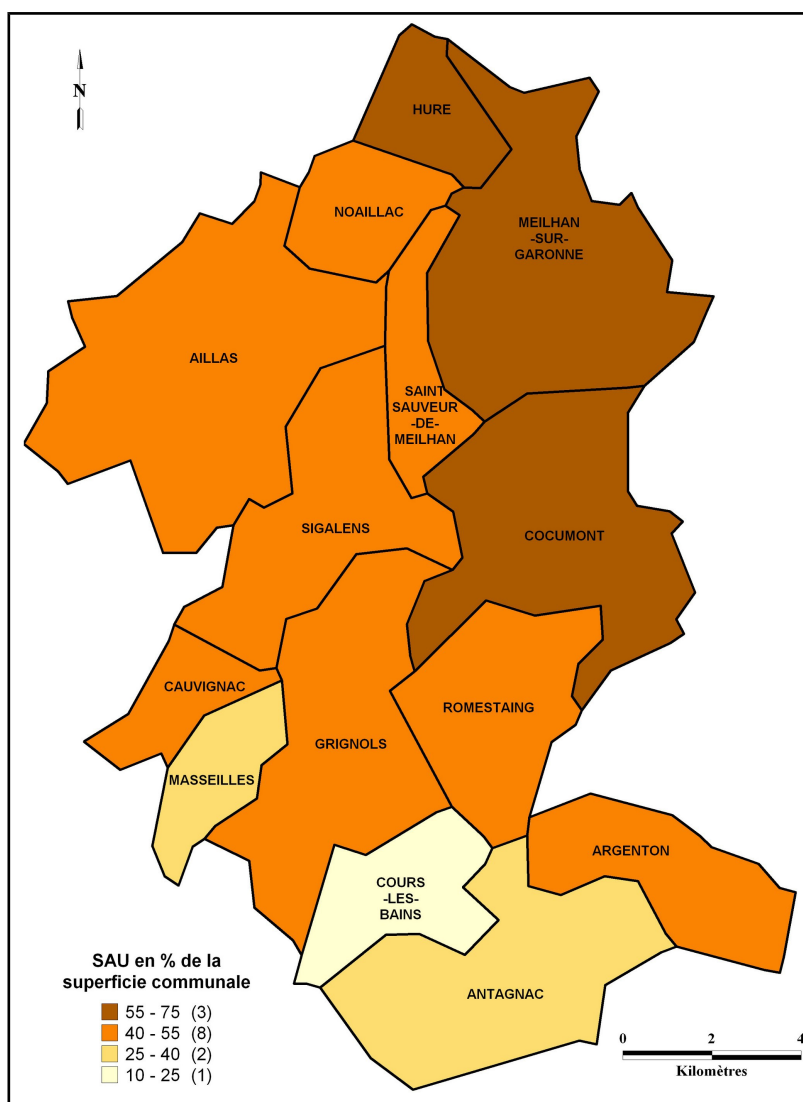 HURE
N
NOAILLAC
MEILHAN
-SUR-
GARONNE
AILLAS
SAINT
SAUVEUR
-DE-
MEILHAN
SIGALENS
COCUMONT
CAUVIGNAC
ROMESTAING
GRIGNOLS
MASSEILLES
ARGENTON
COURS
-LES-
BAINS
ANTAGNAC
SAU en % de la
superficie communale
55 - 75 (3)
40 - 55 (8)
25 - 40 (2)
10 - 25 (1)
0 2 4
Kilomètres